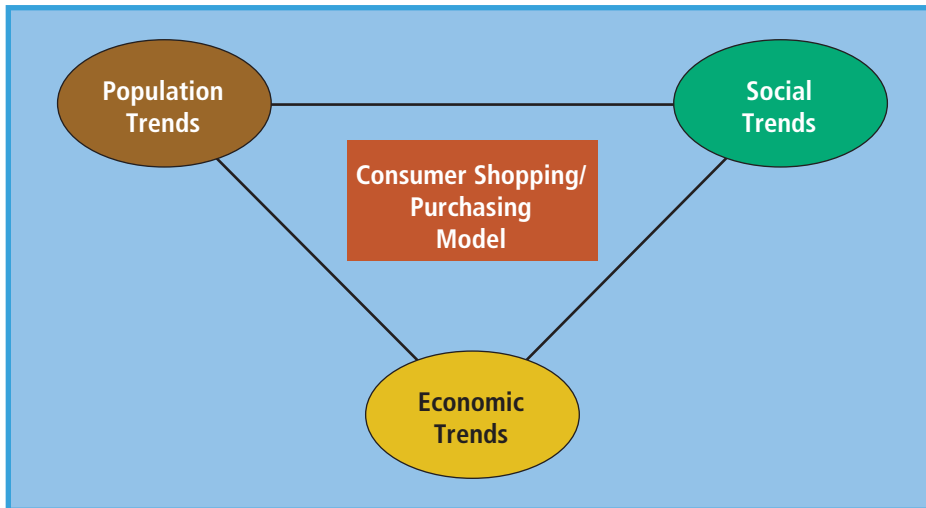 Population
Trends
Social
Trends
Consumer Shopping/
Purchasing
Model
Economic
Trends